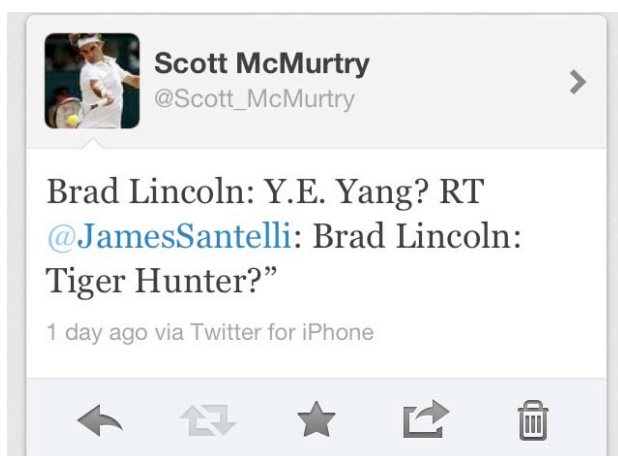 Scott McMurtry
@Scott_McMurtry
Brad Lincoln: Y.E. Yang? RT
@JamesSantelli: Brad Lincoln:
Tiger Hunter?”
1 day ago via Twitter for iPhone